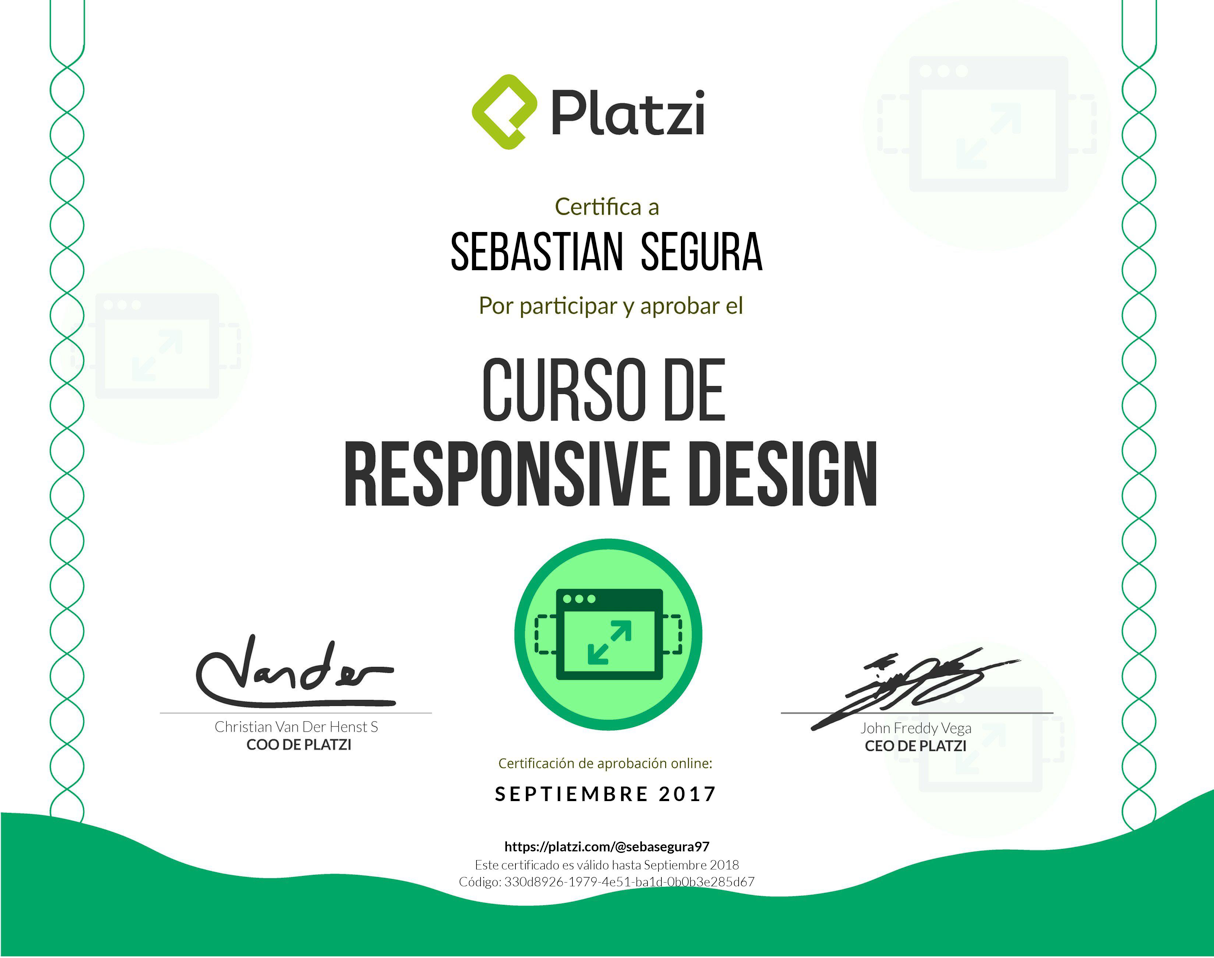 Platzi
Certifica a
SEBASTIAN SEGURA
Por participar y aprobar el
CURSO DE
RESPONSIVE DESIGN
Vander
Christian Van Der Henst S
COO DE PLATZI
John Freddy Vega
CEO DE PLATZI
Certificación de aprobación online:
SEPTIEMBRE 2017
https://platzi.com/@sebasegura97
Este certificado es válido hasta Septiembre 2018
Código: 330d8926-1979-4e51-ba1d-0b0b3e285d67